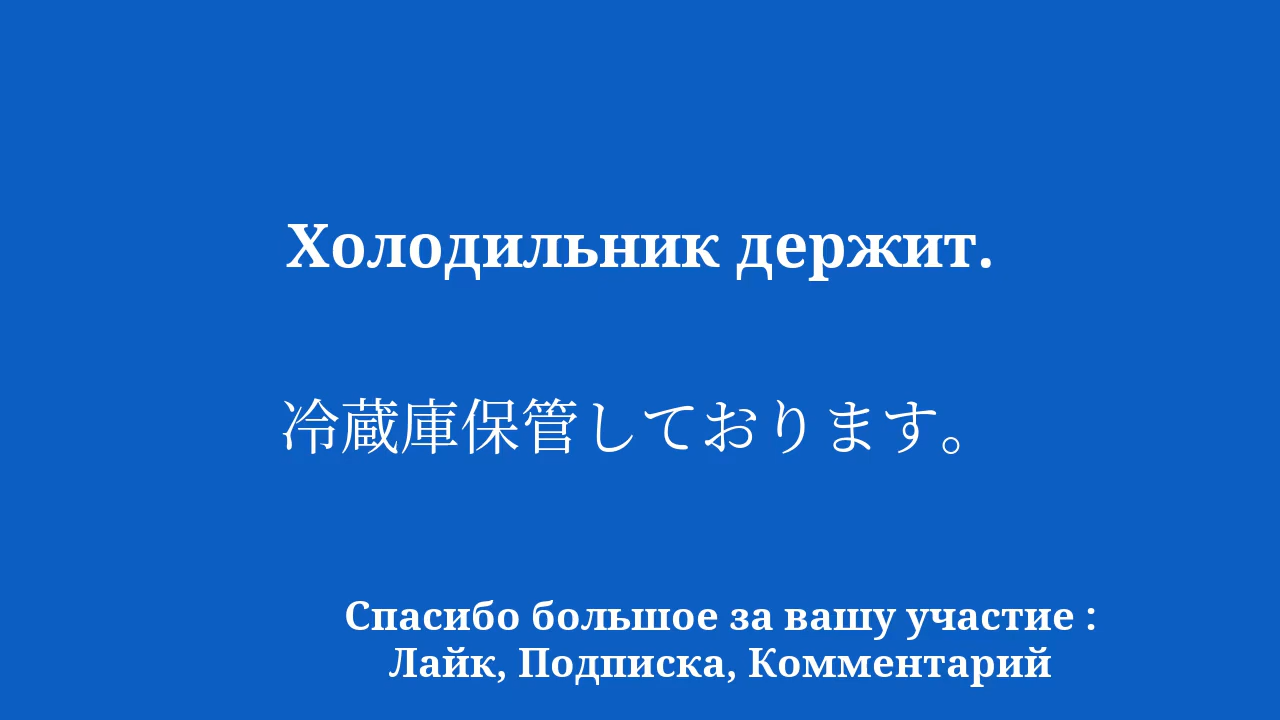 Холодильник держит.
冷蔵庫保管しております。
Спасибо большое за вашу участие :
Лайк, Подписка, Комментарий